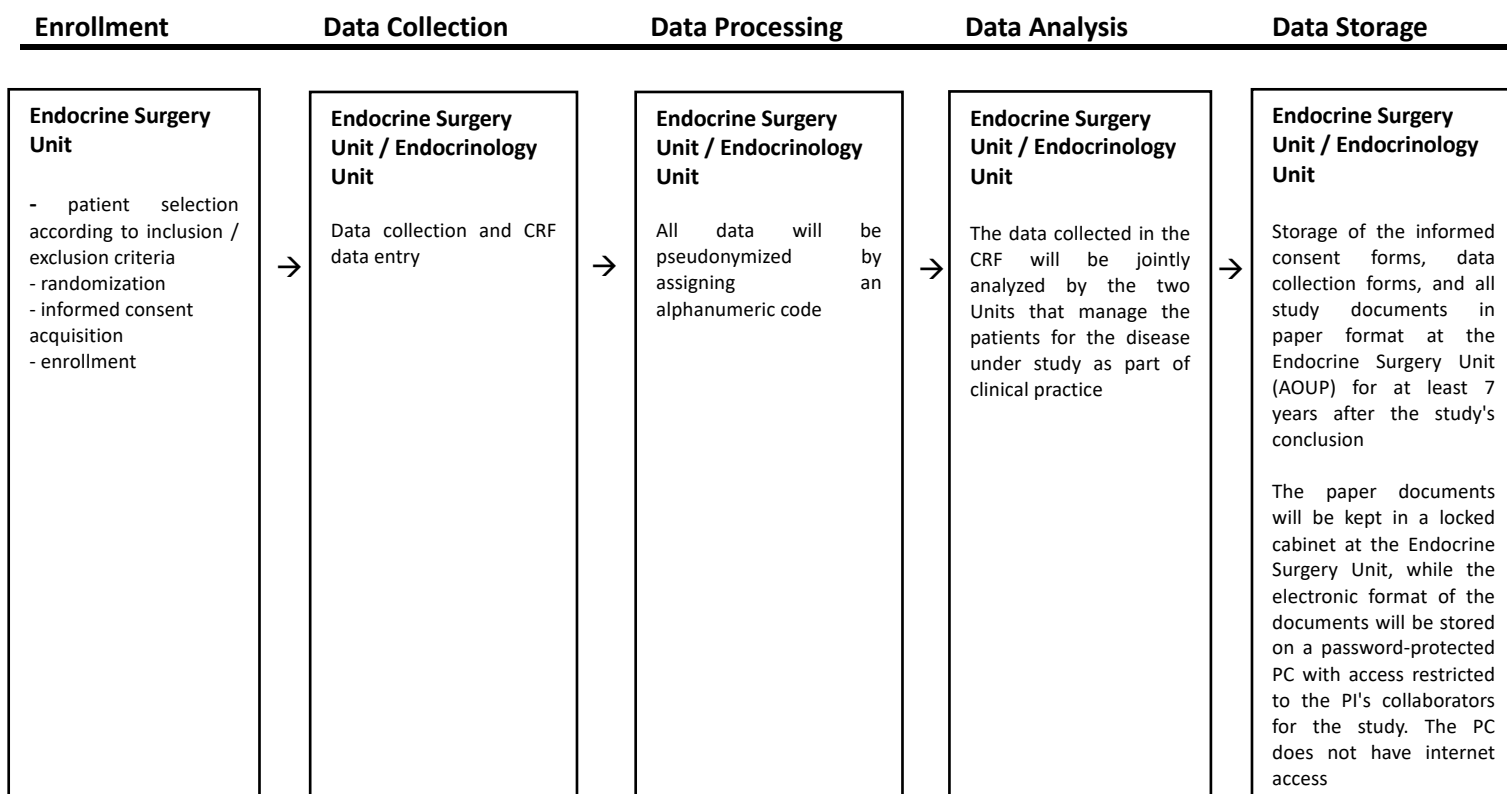 Enrollment
Data Collection
Data Processing
Data Analysis
Data Storage
Endocrine Surgery
Unit
- patient selection
according to inclusion /
exclusion criteria
- randomization
- informed consent
acquisition
- enrollment
→
Endocrine Surgery
Unit / Endocrinology
Unit
Data collection and CRF
data entry
→
Endocrine Surgery
Unit / Endocrinology
Unit
All data will be
pseudonymized by
assigning an
alphanumeric code
→
Endocrine Surgery
Unit / Endocrinology
Unit
The data collected in the
CRF will be jointly
analyzed by the two
Units that manage the
patients for the disease
under study as part of
clinical practice
→
Endocrine Surgery
Unit / Endocrinology
Unit
Storage of the informed
consent forms, data
collection forms, and all
study documents in
paper format at the
Endocrine Surgery Unit
(AOUP) for at least 7
years after the study's
conclusion
The paper documents
will be kept in a locked
cabinet at the Endocrine
Surgery Unit, while the
electronic format of the
documents will be stored
on a password-protected
PC with access restricted
to the PI's collaborators
for the study. The PC
does not have internet
access